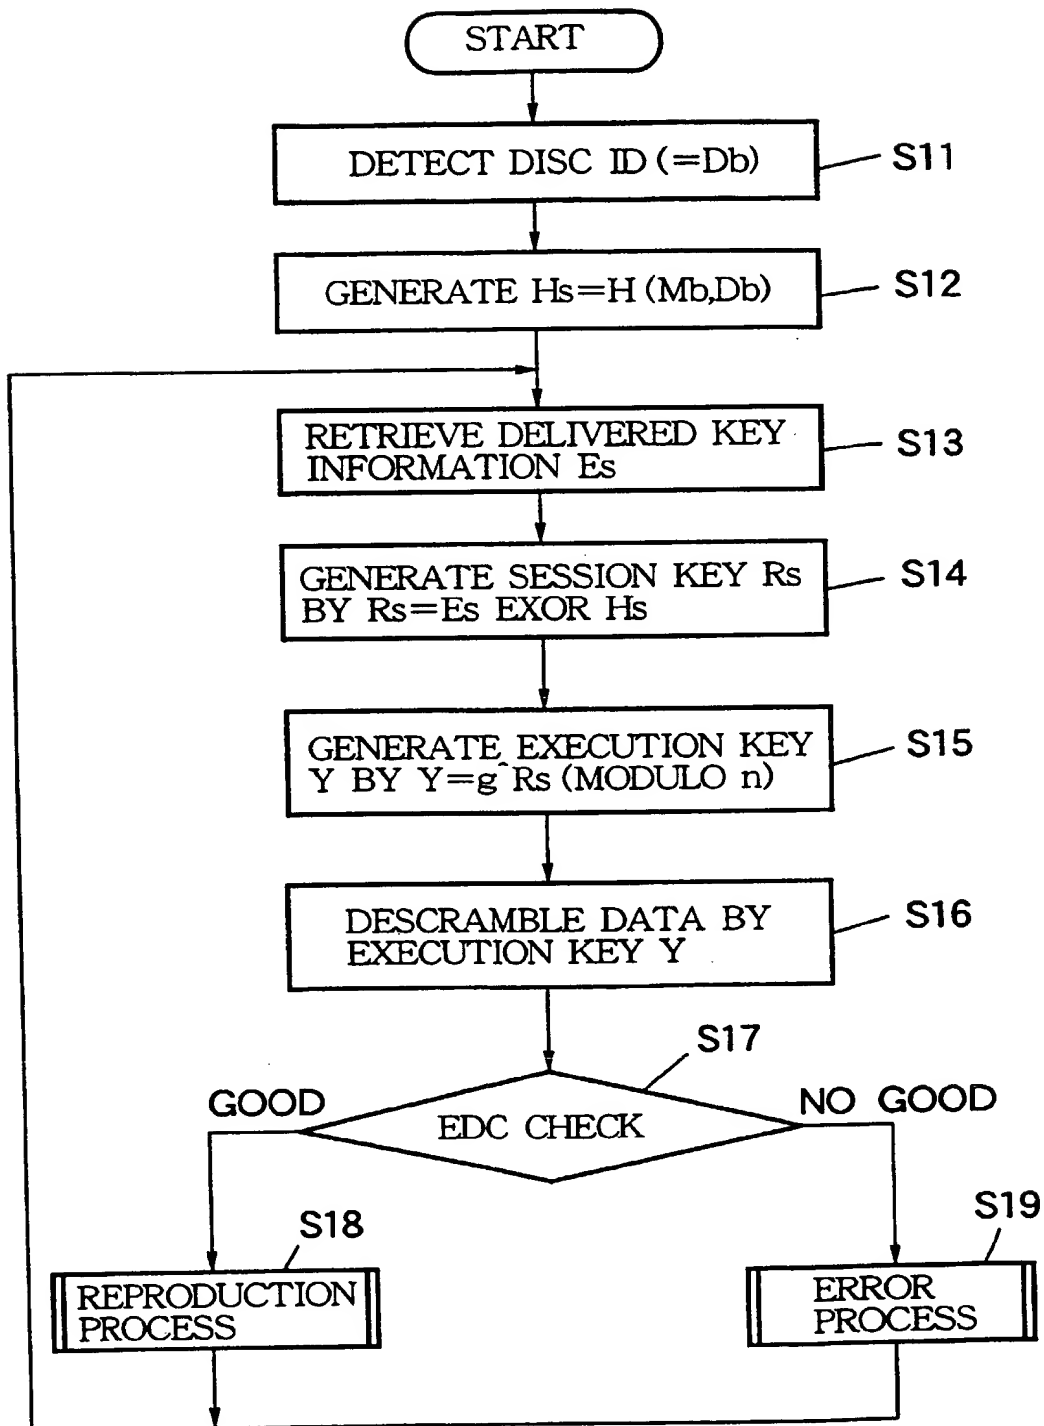 START
DETECT DISC ID (=Db)
S11
GENERATE Hs=H (Mb,Db)
S12
RETRIEVE DELIVERED KEY
INFORMATION Es
S13
GENERATE SESSION KEY Rs
BY Rs=Es EXOR Hs
S14
GENERATE EXECUTION KEY
Y BY Y=g^Rs (MODULO n)
S15
DESCRAMBLE DATA BY
EXECUTION KEY Y
S16
S17
GOOD
EDC CHECK
NO GOOD
S18
REPRODUCTION
PROCESS
S19
ERROR
PROCESS